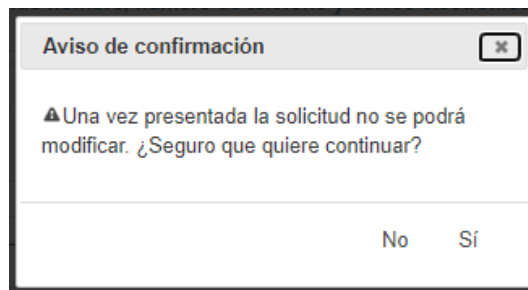 Aviso de confirmación
Una vez presentada la solicitud no se podrá
modificar. ¿Seguro que quiere continuar?
No Sí